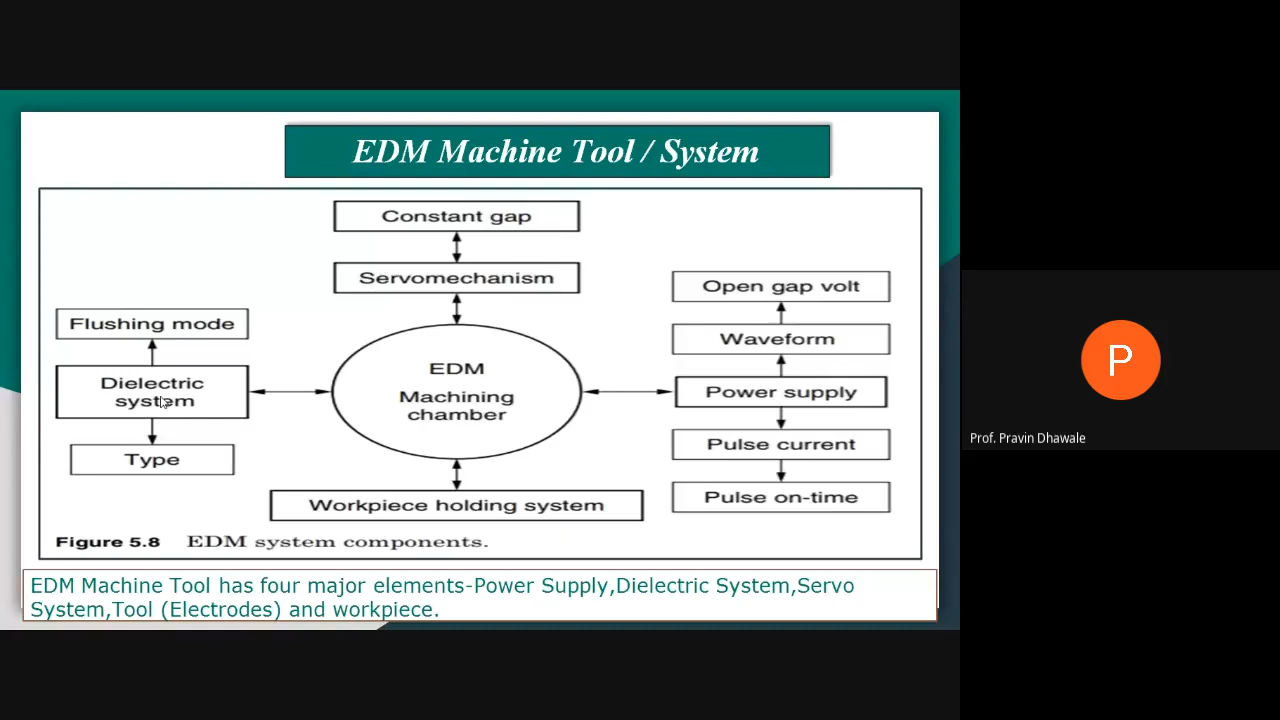 EDM Machine Tool / System
Constant gap
Servomechanism
Open gap volt
Flushing mode
Waveform
EDM
Machining
chamber
Dielectric
system
Power supply
Pulse current
Type
Pulse on-time
Workpiece holding system
Figure 5.8 EDM system components.
EDM Machine Tool has four major elements-Power Supply,Dielectric System,Servo
System,Tool (Electrodes) and workpiece.
P
Prof. Pravin Dhawale